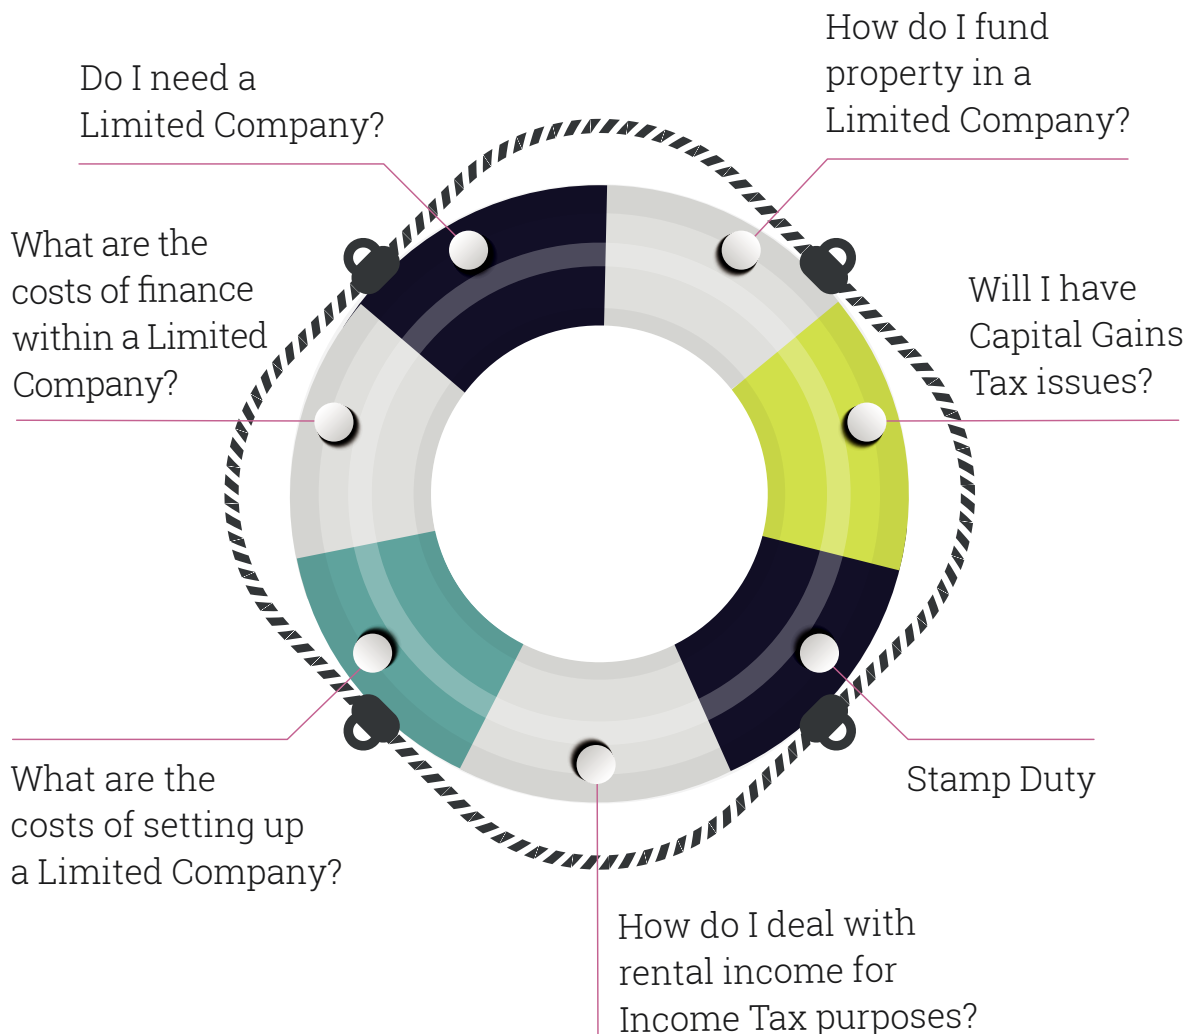 How do I fund
property in a
Limited Company?
Do I need a
Limited Company?
What are the
costs of finance
within a Limited
Company?
Will I have
Capital Gains
Tax issues?
What are the
costs of setting up
a Limited Company?
Stamp Duty
How do I deal with
rental income for
Income Tax purposes?